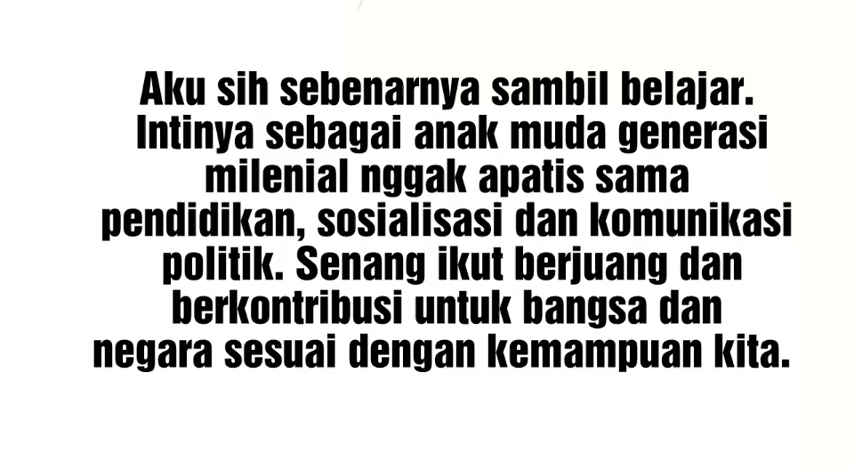 Aku sih sebenarnya sambil belajar.
Intinya sebagai anak muda generasi
milenial nggak apatis sama
pendidikan, sosialisasi dan komunikasi
politik. Senang ikut berjuang dan
berkontribusi untuk bangsa dan
negara sesuai dengan kemampuan kita.